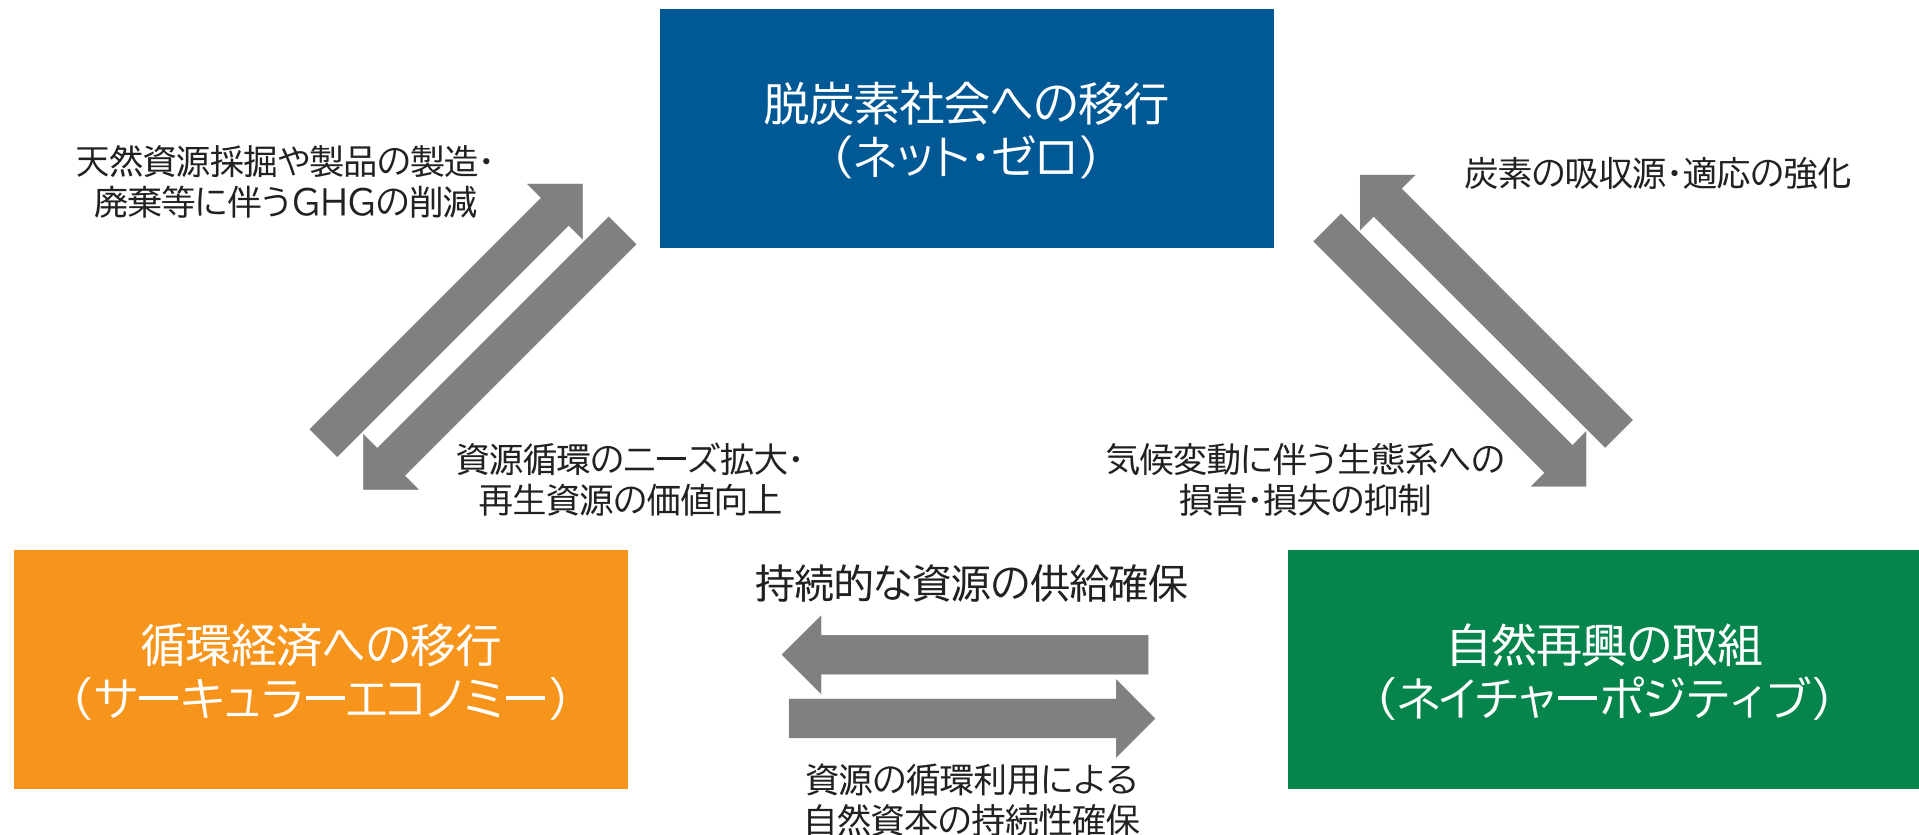 脱炭素社会への移行
（ネット・ゼロ）
天然資源採掘や製品の製造・
廃棄等に伴うGHGの削減
炭素の吸収源・適応の強化
資源循環のニーズ拡大・
再生資源の価値向上
気候変動に伴う生態系への
損害・損失の抑制
持続的な資源の供給確保
循環経済への移行
（サーキュラーエコノミー）
自然再興の取組
（ネイチャーポジティブ）
資源の循環利用による
自然資本の持続性確保